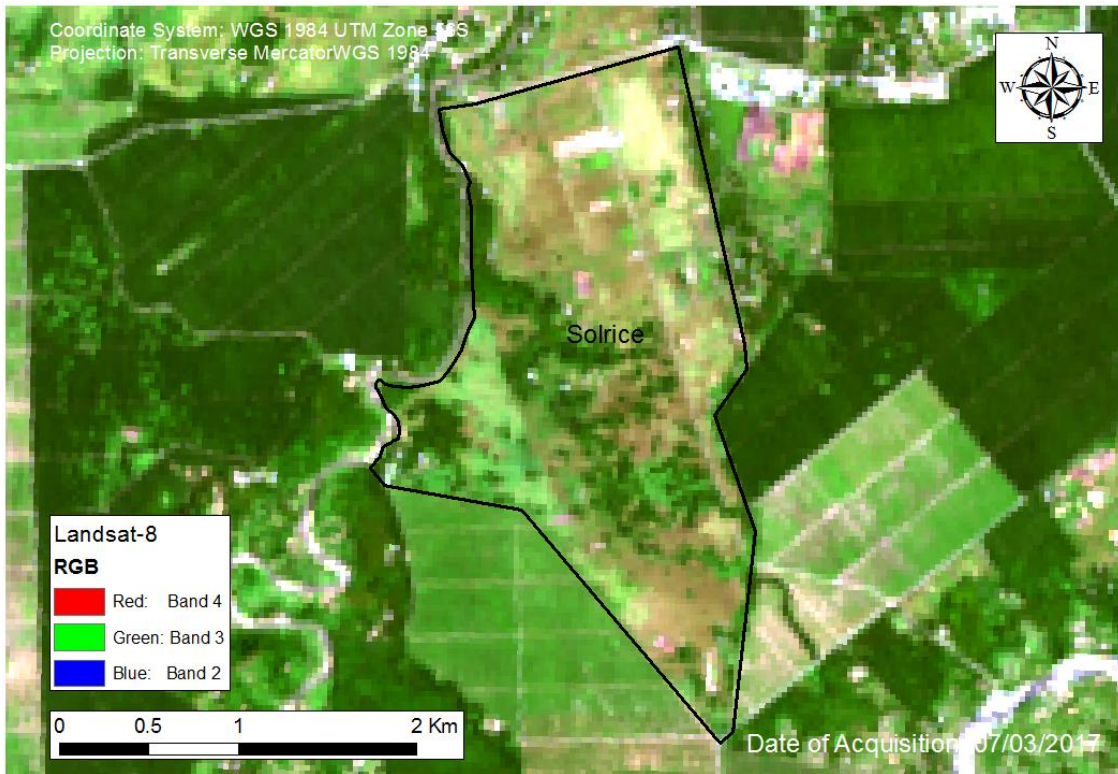 Coordinate System: WGS 1984 UTM Zone
Projection: Transverse MercatorWGS 1984
N
W E
S
Solrice
Landsat-8
RGB
Red: Band 4
Green: Band 3
Blue: Band 2
0 0.5 1 2 Km
Date of Acquisition: 07/03/2017